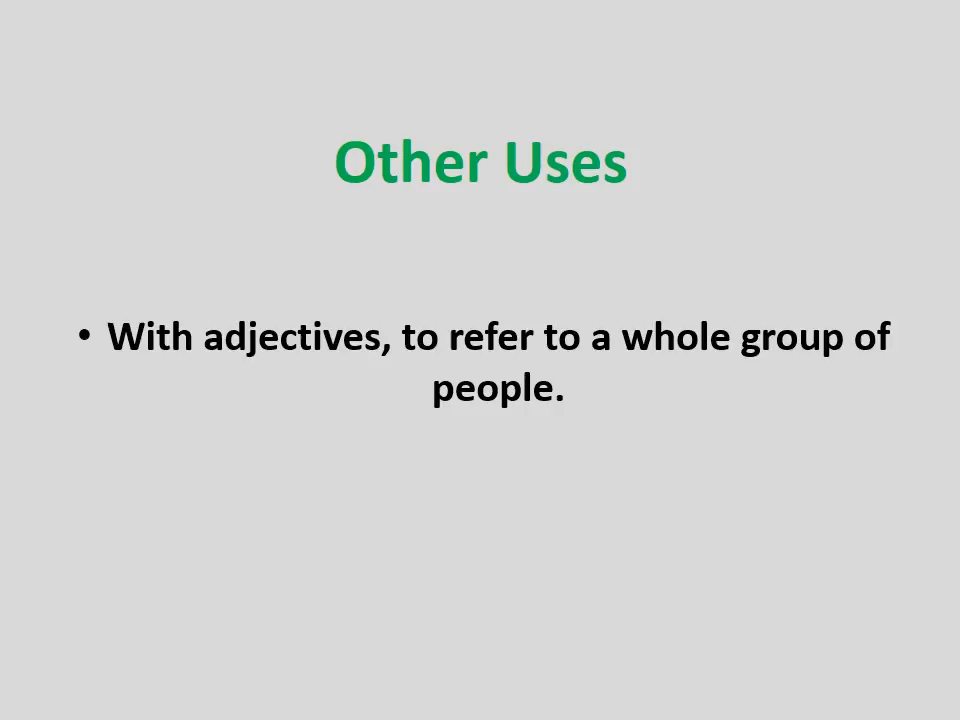 Other Uses
• With adjectives, to refer to a whole group of
people.